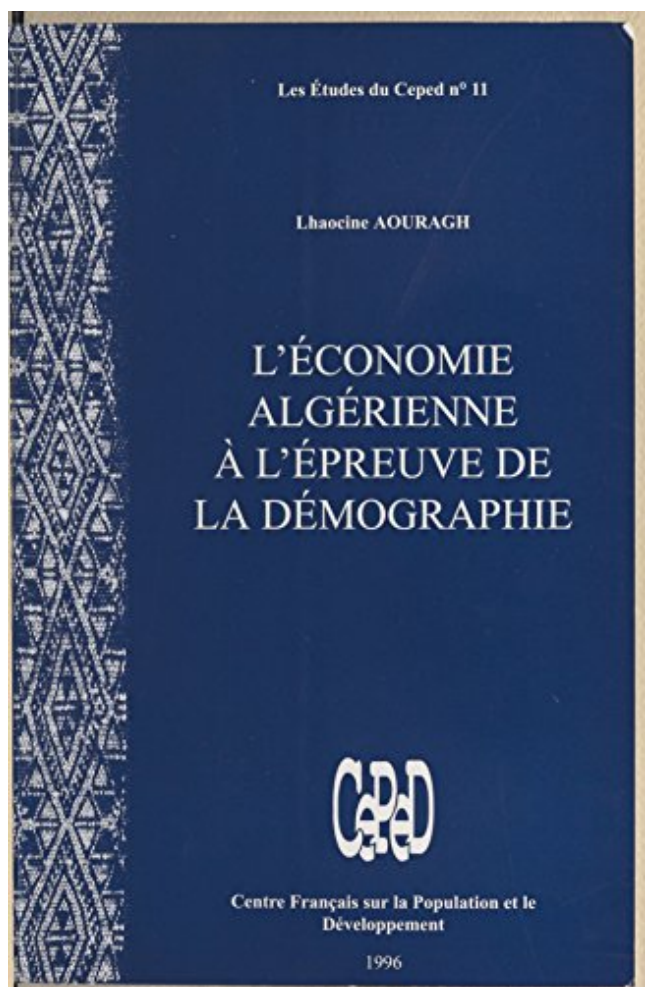 Les Études du Ceped n° 11
Lhaocine AOURAGH
L'ÉCONOMIE
ALGÉRIENNE
À L'ÉPREUVE DE
LA DÉMOGRAPHIE
CePeD
Centre Français sur la Population et le
Développement
1996